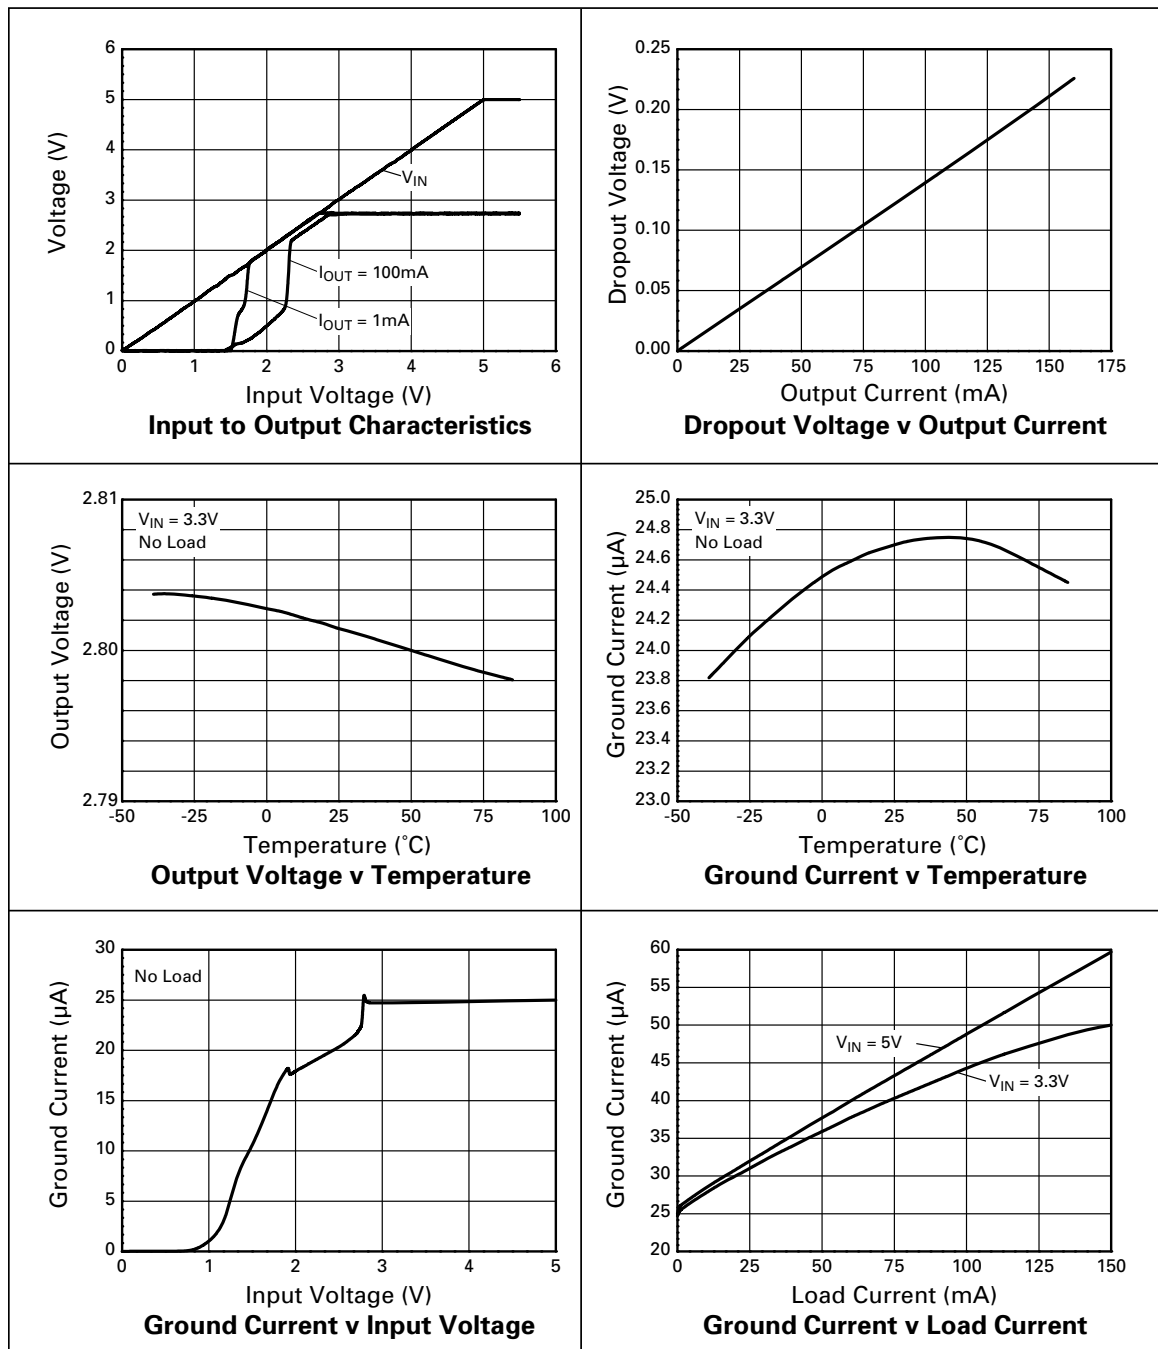 6
5
4
3
2
1
0
Voltage (V)
V_IN
I_OUT = 100mA
I_OUT = 1mA
0 1 2 3 4 5 6
Input Voltage (V)
Input to Output Characteristics
0.25
0.20
0.15
0.10
0.05
0.00
Dropout Voltage (V)
0 25 50 75 100 125 150 175
Output Current (mA)
Dropout Voltage v Output Current
2.81
2.80
2.79
Output Voltage (V)
V_IN = 3.3V
No Load
-50 -25 0 25 50 75 100
Temperature (˚C)
Output Voltage v Temperature
25.0
24.8
24.6
24.4
24.2
24.0
23.8
23.6
23.4
23.2
23.0
Ground Current (µA)
V_IN = 3.3V
No Load
-50 -25 0 25 50 75 100
Temperature (˚C)
Ground Current v Temperature
30
25
20
15
10
5
0
Ground Current (µA)
No Load
0 1 2 3 4 5
Input Voltage (V)
Ground Current v Input Voltage
60
55
50
45
40
35
30
25
20
Ground Current (µA)
V_IN = 5V
V_IN = 3.3V
0 25 50 75 100 125 150
Load Current (mA)
Ground Current v Load Current